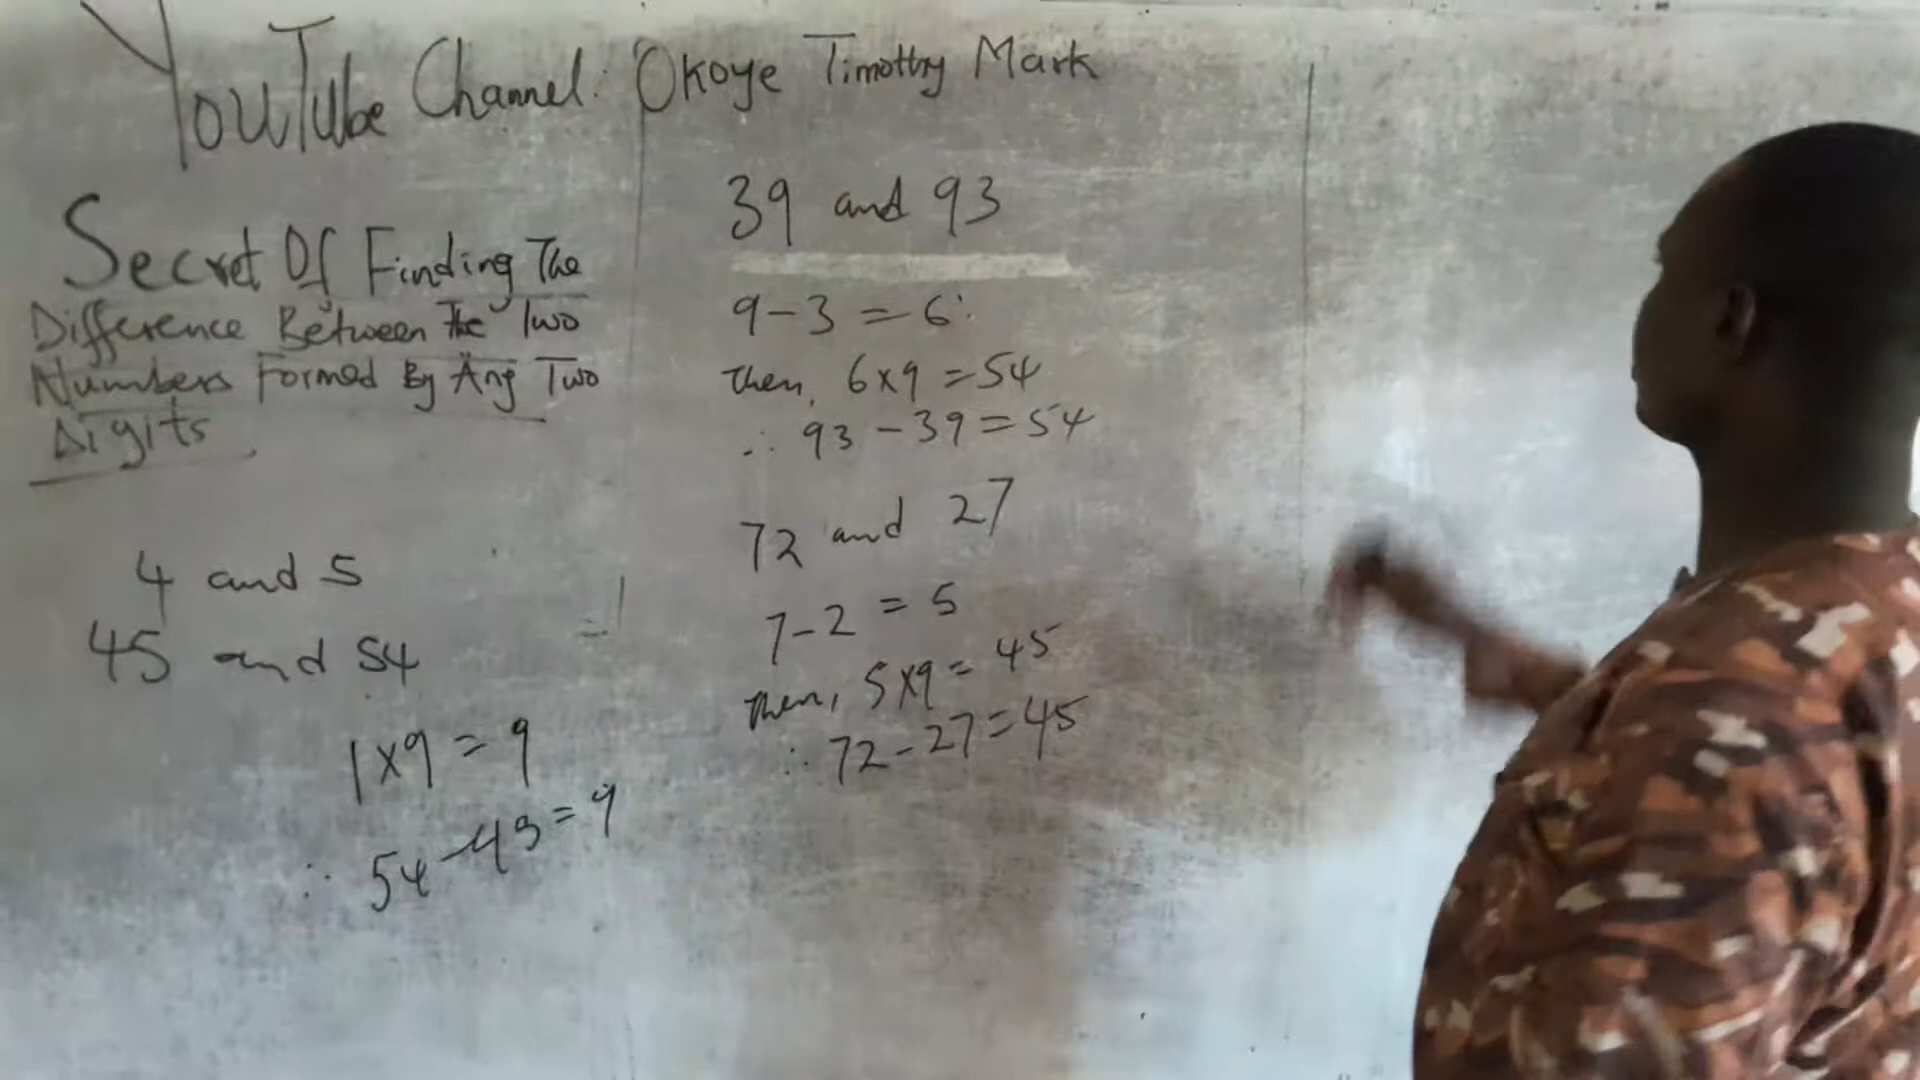 YouTube Channel: Okoye Timothy Mark
Secret Of Finding The
Difference Between The Two
Numbers Formed By Any Two
Digits.
4 and 5
45 and 54
= 1
1 x 9 = 9
∴ 54 - 45 = 9
39 and 93
9 - 3 = 6
Then, 6 x 9 = 54
∴ 93 - 39 = 54
72 and 27
7 - 2 = 5
Then, 5 x 9 = 45
∴ 72 - 27 = 45